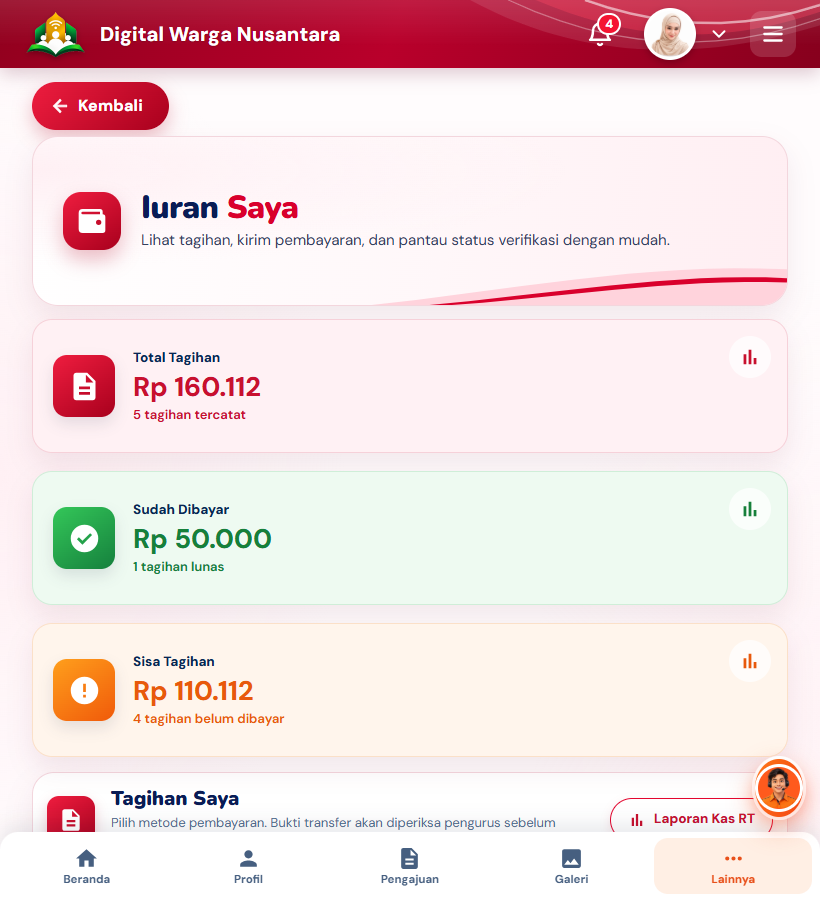 Digital Warga Nusantara
4
Kembali
Iuran Saya
Lihat tagihan, kirim pembayaran, dan pantau status verifikasi dengan mudah.
Total Tagihan
Rp 160.112
5 tagihan tercatat
Sudah Dibayar
Rp 50.000
1 tagihan lunas
Sisa Tagihan
Rp 110.112
4 tagihan belum dibayar
Tagihan Saya
Pilih metode pembayaran. Bukti transfer akan diperiksa pengurus sebelum
Laporan Kas RT
Beranda
Profil
Pengajuan
Galeri
Lainnya